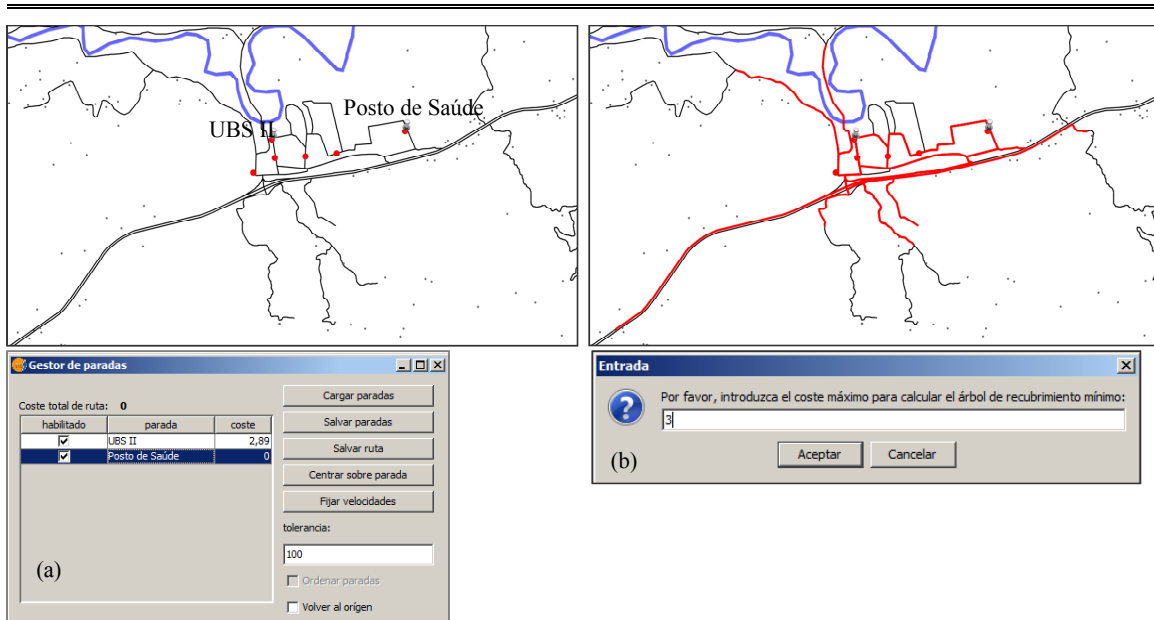 Posto de Saúde
UBS II
Gestor de paradas
Coste total de ruta: 0
habilitado parada coste
UBS II 2,89
Posto de Saúde 0
Cargar paradas
Salvar paradas
Salvar ruta
Centrar sobre parada
Fijar velocidades
tolerancia:
100
Ordenar paradas
Volver al orígen
(a)
Entrada
Por favor, introduzca el coste máximo para calcular el árbol de recubrimiento mínimo:
3
Aceptar Cancelar
(b)